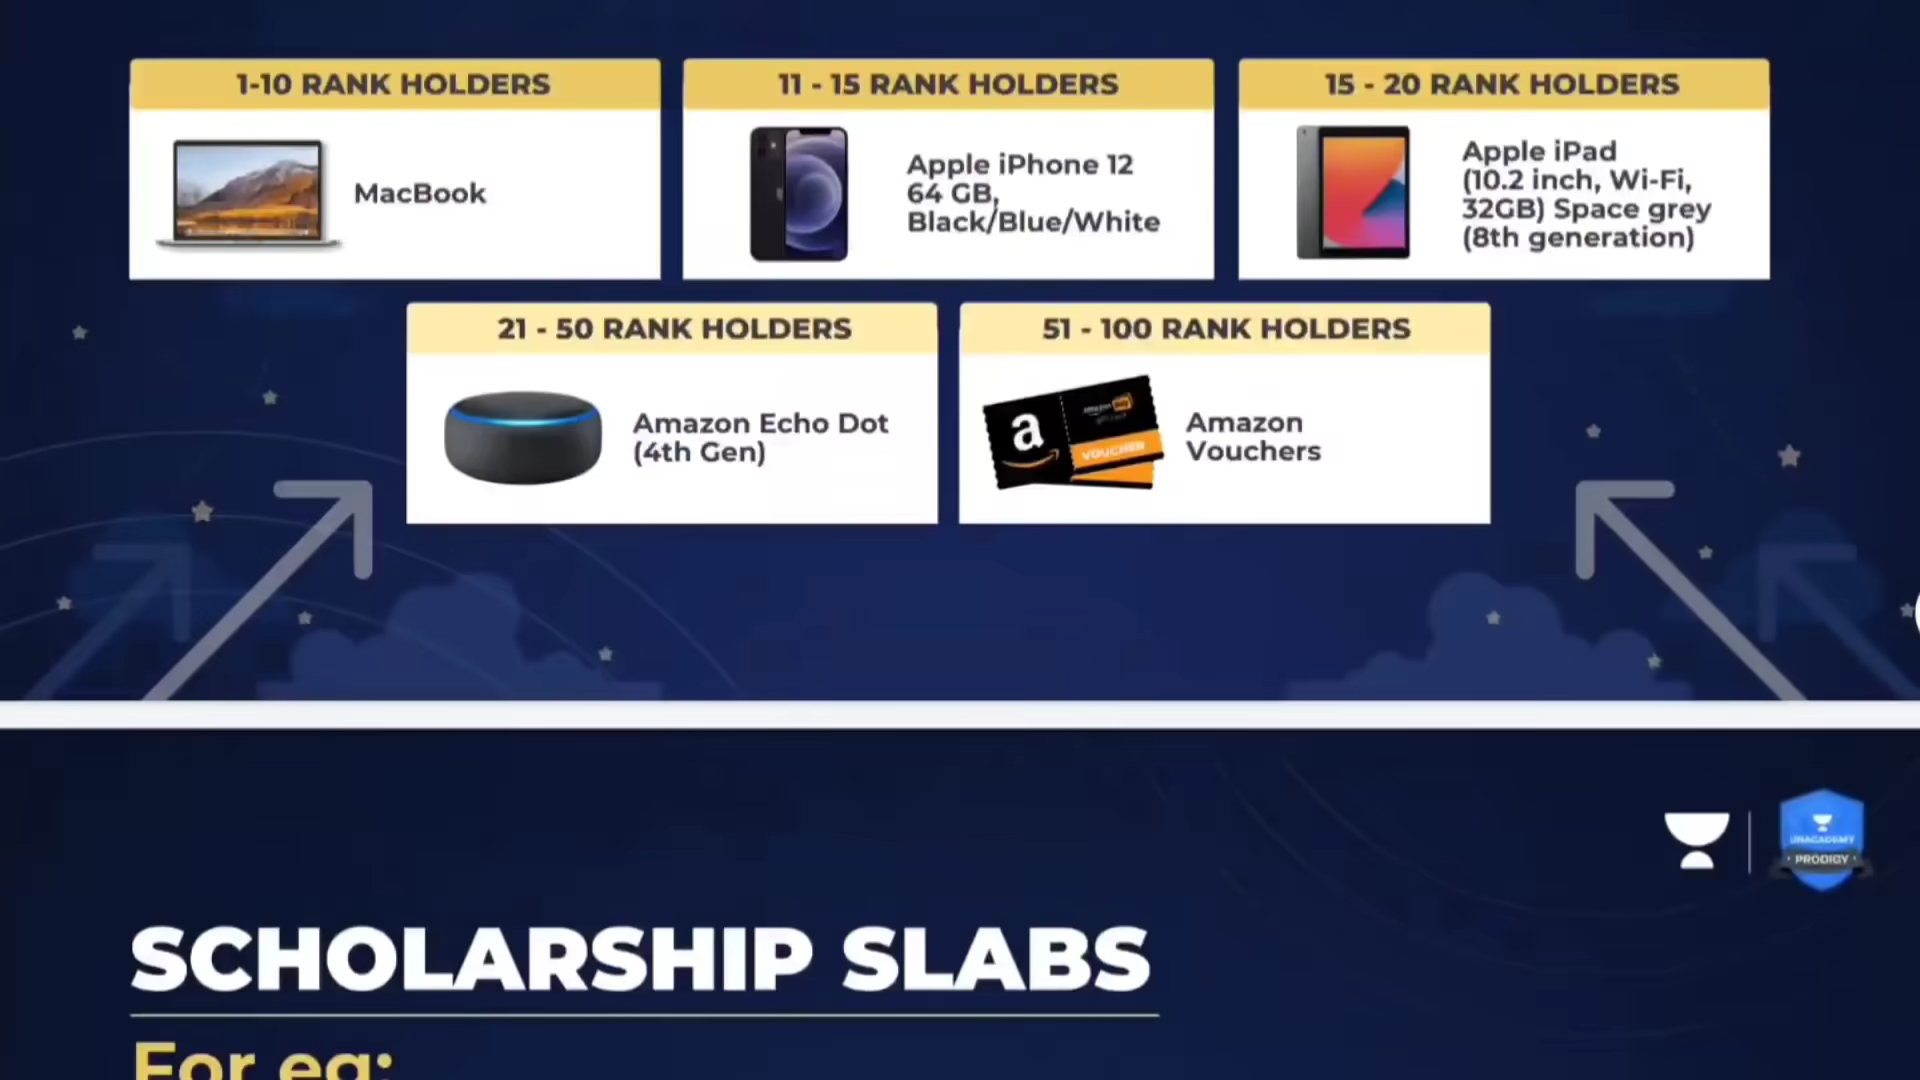 1-10 RANK HOLDERS
MacBook
11 - 15 RANK HOLDERS
Apple iPhone 12
64 GB,
Black/Blue/White
15 - 20 RANK HOLDERS
Apple iPad
(10.2 inch, Wi-Fi,
32GB) Space grey
(8th generation)
21 - 50 RANK HOLDERS
Amazon Echo Dot
(4th Gen)
51 - 100 RANK HOLDERS
a
VOUCHER
Amazon
Vouchers
UNACADEMY
PRODIGY
SCHOLARSHIP SLABS
For eg: